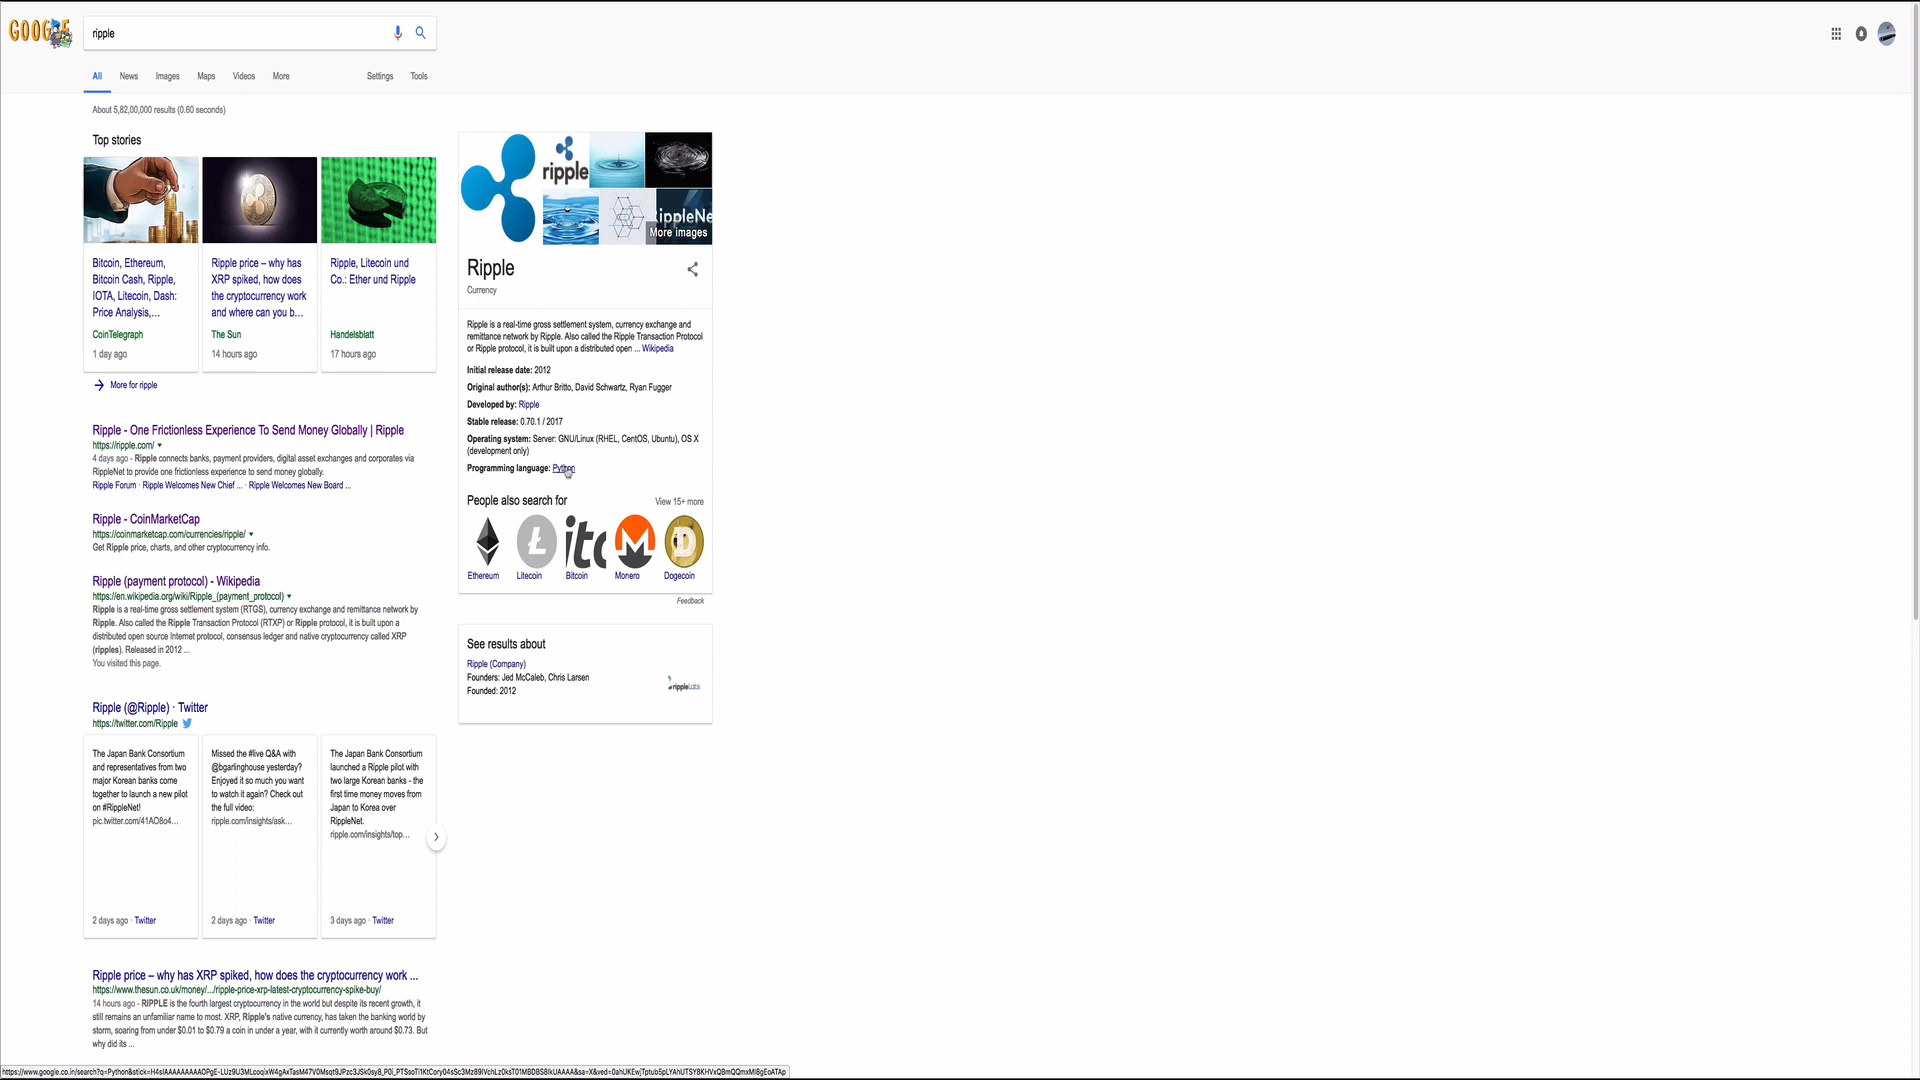 GOOGLE
ripple
All
News
Images
Maps
Videos
More
Settings
Tools
About 5,82,00,000 results (0.60 seconds)
Top stories
Bitcoin, Ethereum,
Bitcoin Cash, Ripple,
IOTA, Litecoin, Dash:
Price Analysis,...
CoinTelegraph
1 day ago
Ripple price – why has
XRP spiked, how does
the cryptocurrency work
and where can you b...
The Sun
14 hours ago
Ripple, Litecoin und
Co.: Ether und Ripple
Handelsblatt
17 hours ago
More for ripple
Ripple - One Frictionless Experience To Send Money Globally | Ripple
https://ripple.com/
4 days ago - Ripple connects banks, payment providers, digital asset exchanges and corporates via
RippleNet to provide one frictionless experience to send money globally.
Ripple Forum · Ripple Welcomes New Chief ... · Ripple Welcomes New Board ...
Ripple - CoinMarketCap
https://coinmarketcap.com/currencies/ripple/
Get Ripple price, charts, and other cryptocurrency info.
Ripple (payment protocol) - Wikipedia
https://en.wikipedia.org/wiki/Ripple_(payment_protocol)
Ripple is a real-time gross settlement system (RTGS), currency exchange and remittance network by
Ripple. Also called the Ripple Transaction Protocol (RTXP) or Ripple protocol, it is built upon a
distributed open source Internet protocol, consensus ledger and native cryptocurrency called XRP
(ripples). Released in 2012 ...
You visited this page.
Ripple (@Ripple) · Twitter
https://twitter.com/Ripple
The Japan Bank Consortium
and representatives from two
major Korean banks come
together to launch a new pilot
on #RippleNet!
pic.twitter.com/41AO8o4...
2 days ago · Twitter
Missed the #live Q&A with
@bgarlinghouse yesterday?
Enjoyed it so much you want
to watch it again? Check out
the full video:
ripple.com/insights/ask...
2 days ago · Twitter
The Japan Bank Consortium
launched a Ripple pilot with
two large Korean banks - the
first time money moves from
Japan to Korea over
RippleNet.
ripple.com/insights/top...
3 days ago · Twitter
Ripple price – why has XRP spiked, how does the cryptocurrency work ...
https://www.thesun.co.uk/money/.../ripple-price-xrp-latest-cryptocurrency-spike-buy/
14 hours ago - RIPPLE is the fourth largest cryptocurrency in the world but despite its recent growth, it
still remains an unfamiliar name to most. XRP, Ripple's native currency, has taken the banking world by
storm, soaring from under $0.01 to $0.79 a coin in under a year, with it currently worth around $0.73. But
why did its ...
ripple
RippleNe
More images
Ripple
Currency
Ripple is a real-time gross settlement system, currency exchange and
remittance network by Ripple. Also called the Ripple Transaction Protocol
or Ripple protocol, it is built upon a distributed open ... Wikipedia
Initial release date: 2012
Original author(s): Arthur Britto, David Schwartz, Ryan Fugger
Developed by: Ripple
Stable release: 0.70.1 / 2017
Operating system: Server: GNU/Linux (RHEL, CentOS, Ubuntu), OS X
(development only)
Programming language: Python
People also search for
View 15+ more
itc
Ethereum
Litecoin
Bitcoin
Monero
Dogecoin
Feedback
See results about
Ripple (Company)
Founders: Jed McCaleb, Chris Larsen
Founded: 2012
rippleLabs